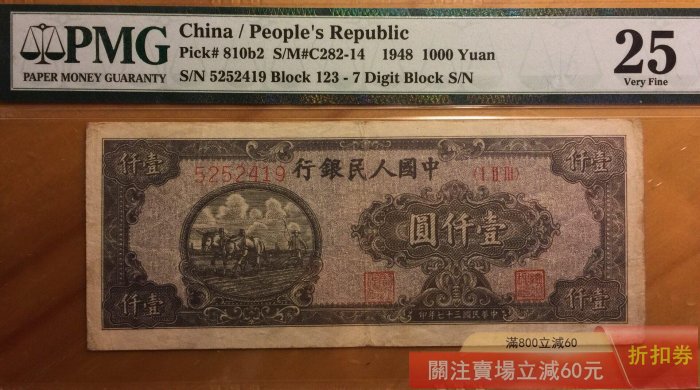 PMG
PAPER MONEY GUARANTY
China / People's Republic
Pick# 810b2 S/M#C282-14 1948 1000 Yuan
S/N 5252419 Block 123 - 7 Digit Block S/N
25
Very Fine
壹仟
行銀民人國中
壹仟
5252419
(ⅠⅡⅢ)
圓仟壹
壹仟
印年七十三國民華中
壹仟
滿800立減60
關注賣場立減60元
折扣券